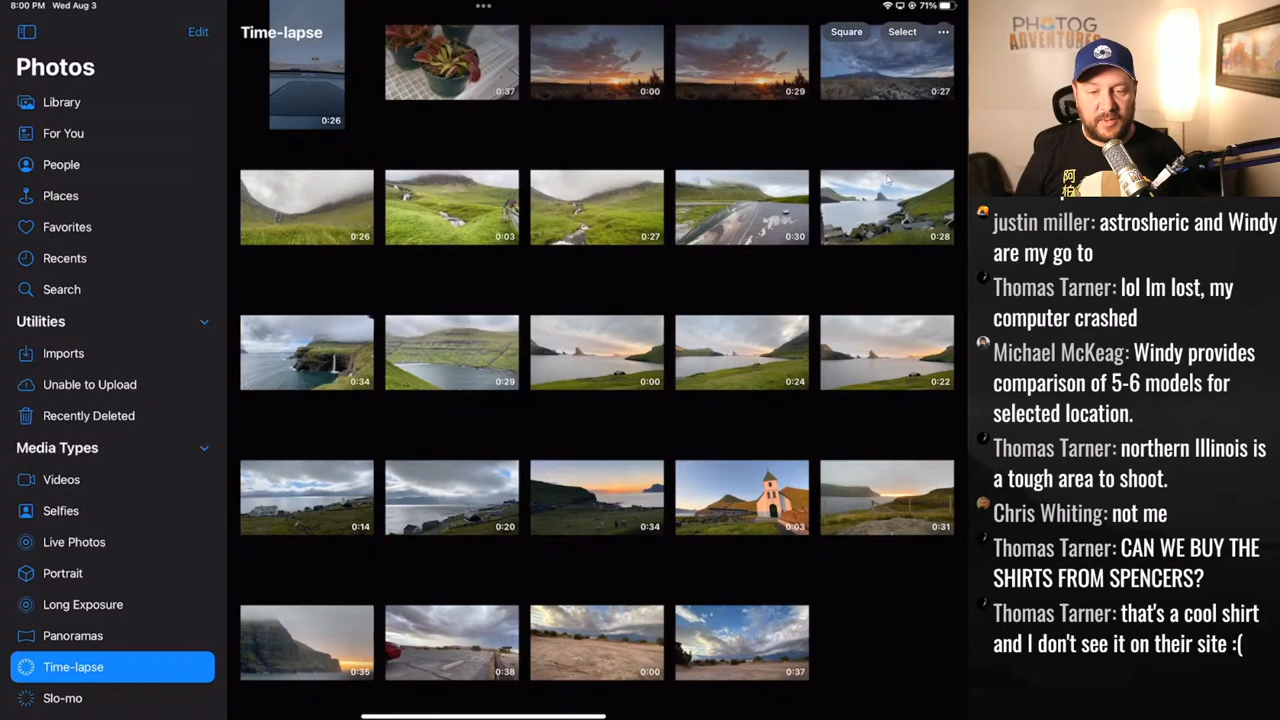 8:00 PM Wed Aug 3
71%
Edit
Photos
Library
For You
People
Places
Favorites
Recents
Search
Utilities
Imports
Unable to Upload
Recently Deleted
Media Types
Videos
Selfies
Live Photos
Portrait
Long Exposure
Panoramas
Time-lapse
Slo-mo
Time-lapse
Square
Select
0:26
0:37
0:00
0:29
0:27
0:26
0:03
0:27
0:30
0:28
0:34
0:29
0:00
0:24
0:22
0:14
0:20
0:34
0:03
0:31
0:35
0:38
0:00
0:37
PHOTOG
ADVENTURES
阿
柏
justin miller: astrosheric and Windy
are my go to
Thomas Tarner: lol Im lost, my
computer crashed
Michael McKeag: Windy provides
comparison of 5-6 models for
selected location.
Thomas Tarner: northern Illinois is
a tough area to shoot.
Chris Whiting: not me
Thomas Tarner: CAN WE BUY THE
SHIRTS FROM SPENCERS?
Thomas Tarner: that's a cool shirt
and I don't see it on their site :(